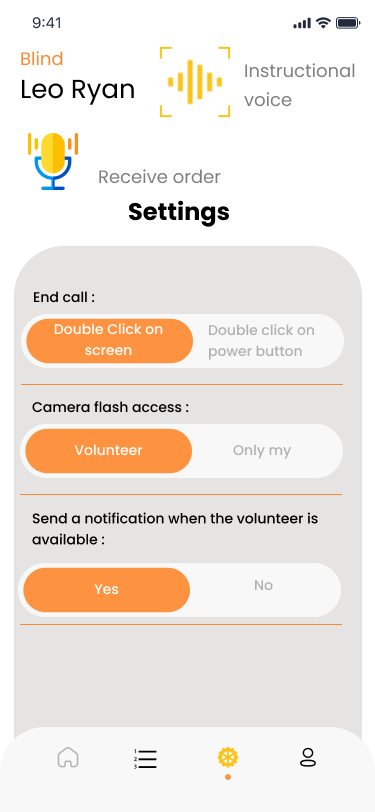 9:41
Blind
Leo Ryan
Instructional
voice
Receive order
Settings
End call :
Double Click on
screen
Double click on
power button
Camera flash access :
Volunteer
Only my
Send a notification when the volunteer is
available :
Yes
No
1
2
3